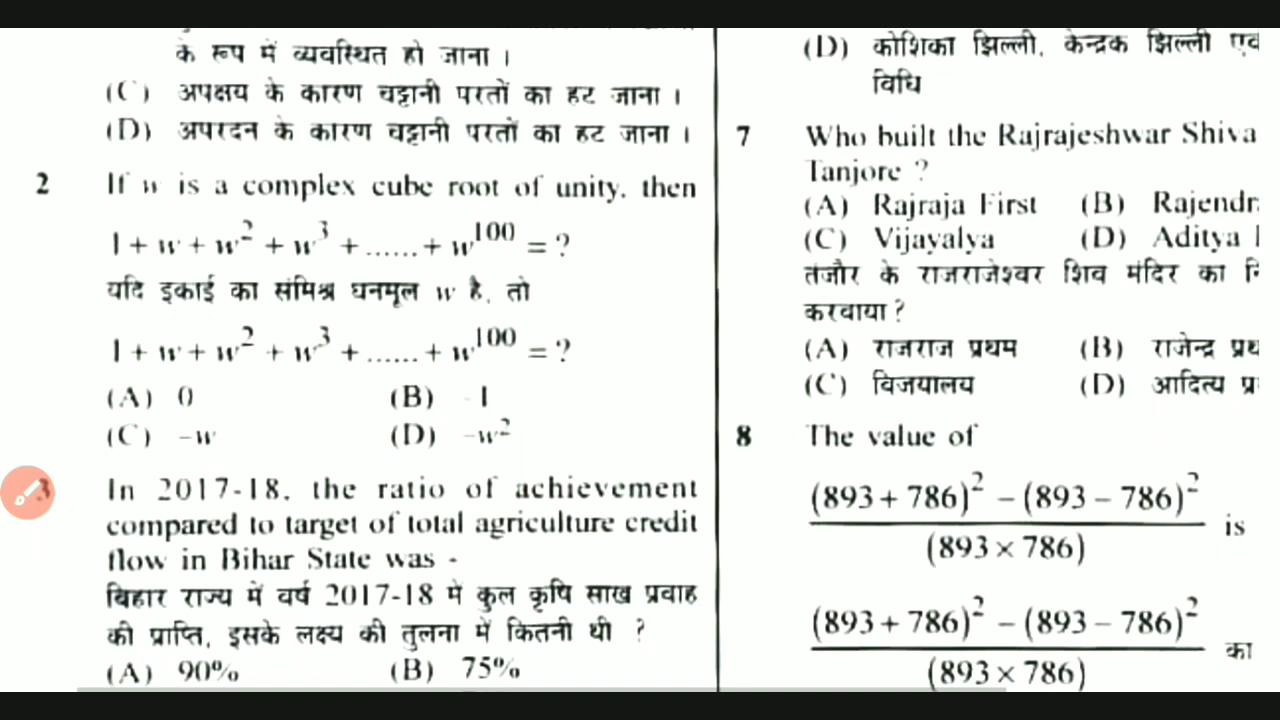 के रूप में व्यवस्थित हो जाना ।
(C) अपक्षय के कारण चट्टानी परतों का हट जाना ।
(D) अपरदन के कारण चट्टानी परतों का हट जाना ।
2 If w is a complex cube root of unity, then
1 + w + w² + w³ + ...... + w¹⁰⁰ = ?
यदि इकाई का संमिश्र घनमूल w है, तो
1 + w + w² + w³ + ...... + w¹⁰⁰ = ?
(A) 0 (B) -1
(C) -w (D) -w²
3 In 2017-18, the ratio of achievement
compared to target of total agriculture credit
flow in Bihar State was -
बिहार राज्य में वर्ष 2017-18 में कुल कृषि साख प्रवाह
की प्राप्ति, इसके लक्ष्य की तुलना में कितनी थी ?
(A) 90% (B) 75%
(D) कोशिका झिल्ली, केन्द्रक झिल्ली
विधि
7 Who built the Rajrajeshwar Shiva
Tanjore ?
(A) Rajraja First (B)
(C) Vijayalya (D) Aditya
तंजौर के राजराजेश्वर शिव मंदिर का
करवाया ?
(A) राजराज प्रथम (B) राजेन्द्र
(C) विजयालय (D) आदित्य
8 The value of
(893 + 786)² − (893 − 786)²
is
(893 × 786)
(893 + 786)² − (893 − 786)²
का
(893 × 786)